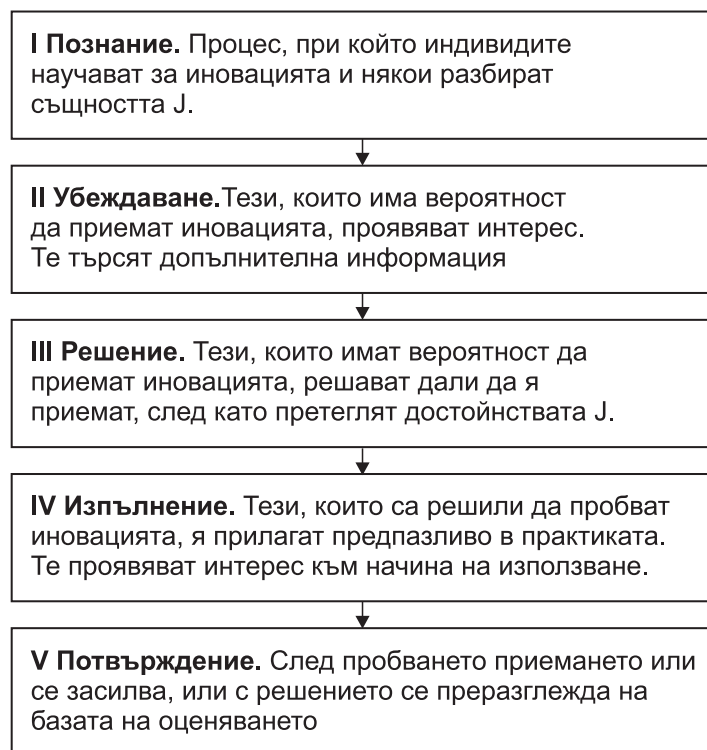 I Познание. Процес, при който индивидите
научават за иновацията и някои разбират
същността J.
II Убеждаване.Тези, които има вероятност
да приемат иновацията, проявяват интерес.
Те търсят допълнителна информация
III Решение. Тези, които имат вероятност да
приемат иновацията, решават дали да я
приемат, след като претеглят достойнствата J.
IV Изпълнение. Тези, които са решили да пробват
иновацията, я прилагат предпазливо в практиката.
Те проявяват интерес към начина на използване.
V Потвърждение. След пробването приемането или
се засилва, или с решението се преразглежда на
базата на оценяването